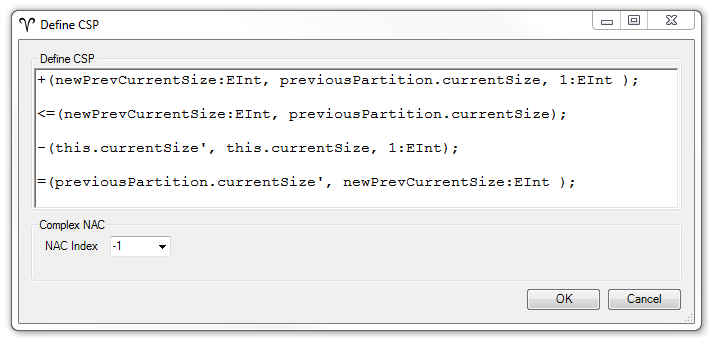 Define CSP
Define CSP
+(newPrevCurrentSize:EInt, previousPartition.currentSize, 1:EInt );
<=(newPrevCurrentSize:EInt, previousPartition.currentSize);
-(this.currentSize', this.currentSize, 1:EInt);
=(previousPartition.currentSize', newPrevCurrentSize:EInt );
Complex NAC
NAC Index -1
OK Cancel